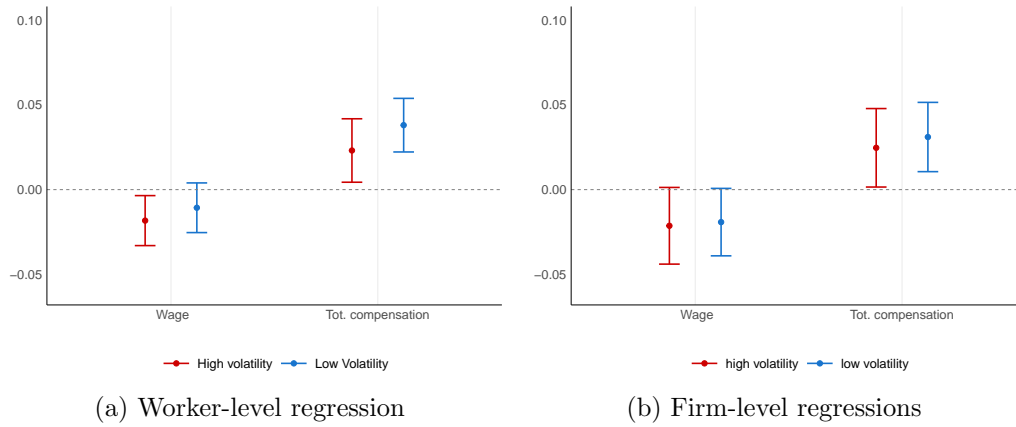 0.10
0.05
0.00
−0.05
Wage
Tot. compensation
High volatility
Low Volatility
(a) Worker-level regression
0.10
0.05
0.00
−0.05
Wage
Tot. compensation
high volatility
low volatility
(b) Firm-level regressions